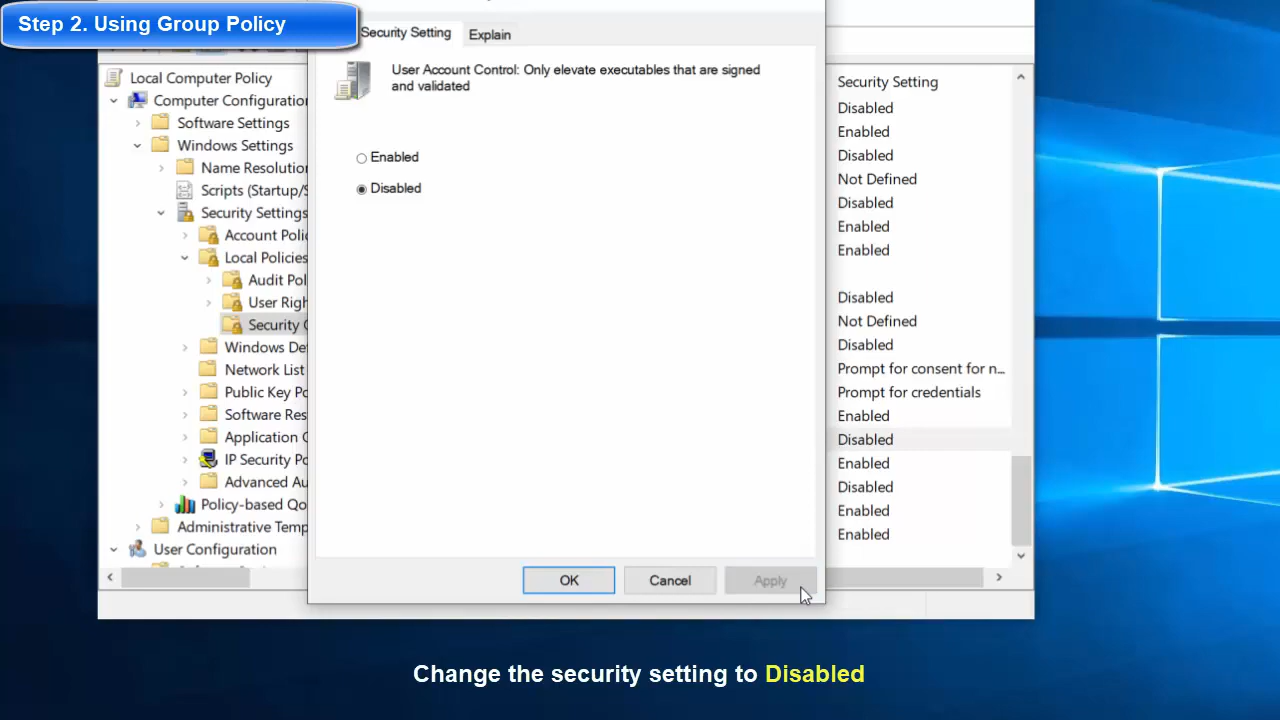 Step 2. Using Group Policy
Security Setting
Explain
User Account Control: Only elevate executables that are signed
and validated
Enabled
Disabled
OK
Cancel
Apply
Local Computer Policy
Computer Configuration
Software Settings
Windows Settings
Name Resolutio
Scripts (Startup/S
Security Settings
Account Polic
Local Policies
Audit Pol
User Righ
Security O
Windows De
Network List
Public Key Po
Software Res
Application C
IP Security Po
Advanced Au
Policy-based Qo
Administrative Temp
User Configuration
Security Setting
Disabled
Enabled
Disabled
Not Defined
Disabled
Enabled
Enabled
Disabled
Not Defined
Disabled
Prompt for consent for n...
Prompt for credentials
Enabled
Disabled
Enabled
Disabled
Enabled
Enabled
Change the security setting to Disabled